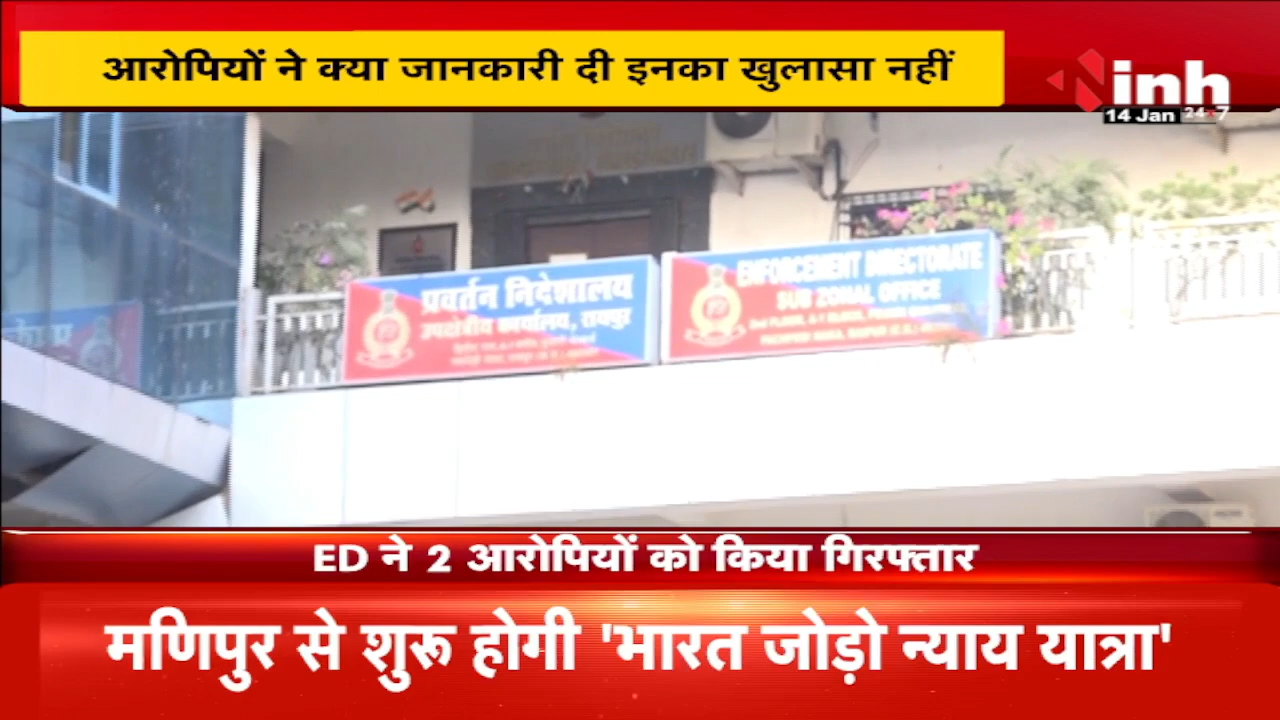 आरोपियों ने क्या जानकारी दी इनका खुलासा नहीं
inh
14 Jan 24x7
प्रवर्तन निदेशालय
उपक्षेत्रीय कार्यालय, रायपुर
ENFORCEMENT DIRECTORATE
SUB ZONAL OFFICE
ED ने 2 आरोपियों को किया गिरफ्तार
मणिपुर से शुरू होगी 'भारत जोड़ो न्याय यात्रा'